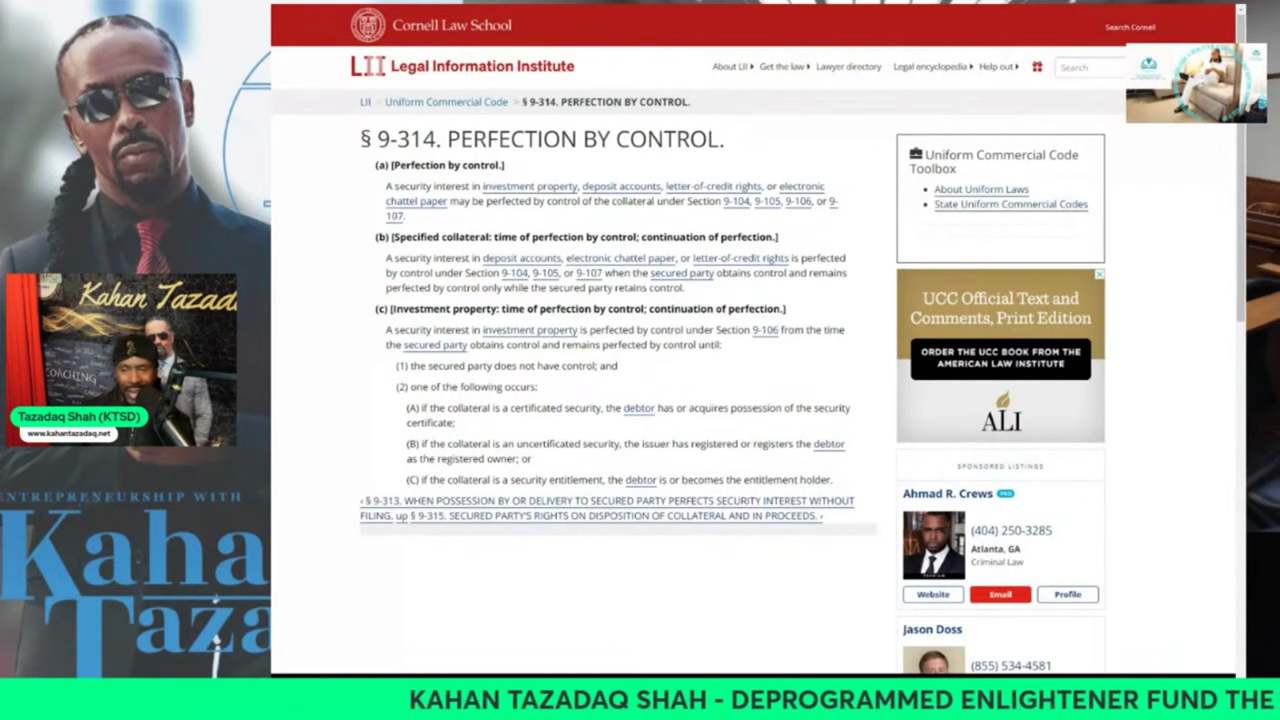 Cornell Law School
Search Cornell
LII Legal Information Institute
About LII Get the law Lawyer directory Legal encyclopedia Help out
Search
LII Uniform Commercial Code § 9-314. PERFECTION BY CONTROL.
§ 9-314. PERFECTION BY CONTROL.
(a) [Perfection by control.]
A security interest in investment property, deposit accounts, letter-of-credit rights, or electronic
chattel paper may be perfected by control of the collateral under Section 9-104, 9-105, 9-106, or 9-
107.
(b) [Specified collateral: time of perfection by control; continuation of perfection.]
A security interest in deposit accounts, electronic chattel paper, or letter-of-credit rights is perfected
by control under Section 9-104, 9-105, or 9-107 when the secured party obtains control and remains
perfected by control only while the secured party retains control.
(c) [Investment property: time of perfection by control; continuation of perfection.]
A security interest in investment property is perfected by control under Section 9-106 from the time
the secured party obtains control and remains perfected by control until:
(1) the secured party does not have control; and
(2) one of the following occurs:
(A) if the collateral is a certificated security, the debtor has or acquires possession of the security
certificate;
(B) if the collateral is an uncertificated security, the issuer has registered or registers the debtor
as the registered owner; or
(C) if the collateral is a security entitlement, the debtor is or becomes the entitlement holder.
‹ § 9-313. WHEN POSSESSION BY OR DELIVERY TO SECURED PARTY PERFECTS SECURITY INTEREST WITHOUT
FILING. up § 9-315. SECURED PARTY'S RIGHTS ON DISPOSITION OF COLLATERAL AND IN PROCEEDS. ›
Uniform Commercial Code
Toolbox
About Uniform Laws
State Uniform Commercial Codes
UCC Official Text and
Comments, Print Edition
ORDER THE UCC BOOK FROM THE
AMERICAN LAW INSTITUTE
ALI
SPONSORED LISTINGS
Ahmad R. Crews PRO
(404) 250-3285
Atlanta, GA
Criminal Law
Website Email Profile
Jason Doss
(855) 534-4581
Kahan Tazad
COACHING
Tazadaq Shah (KTSD)
www.kahantazadaq.net
ENTREPRENEURSHIP WITH
Kaha
Taza
KAHAN TAZADAQ SHAH - DEPROGRAMMED ENLIGHTENER FUND THE